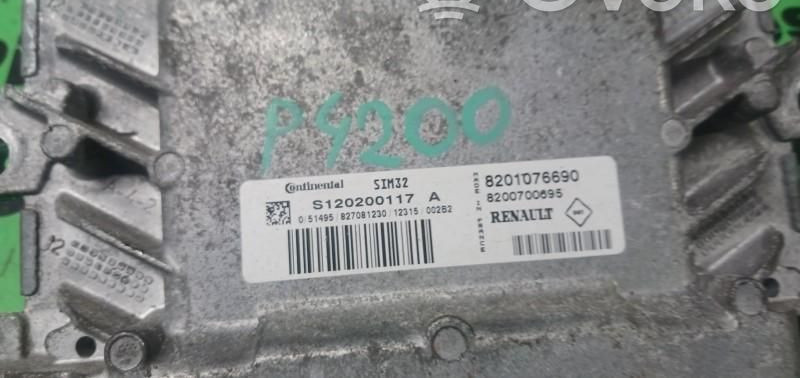 P4200
Continental SIM32
S120200117 A
0/51495/827081230/12315/002B2
MADE IN FRANCE
8201076690
8200700695
RENAULT